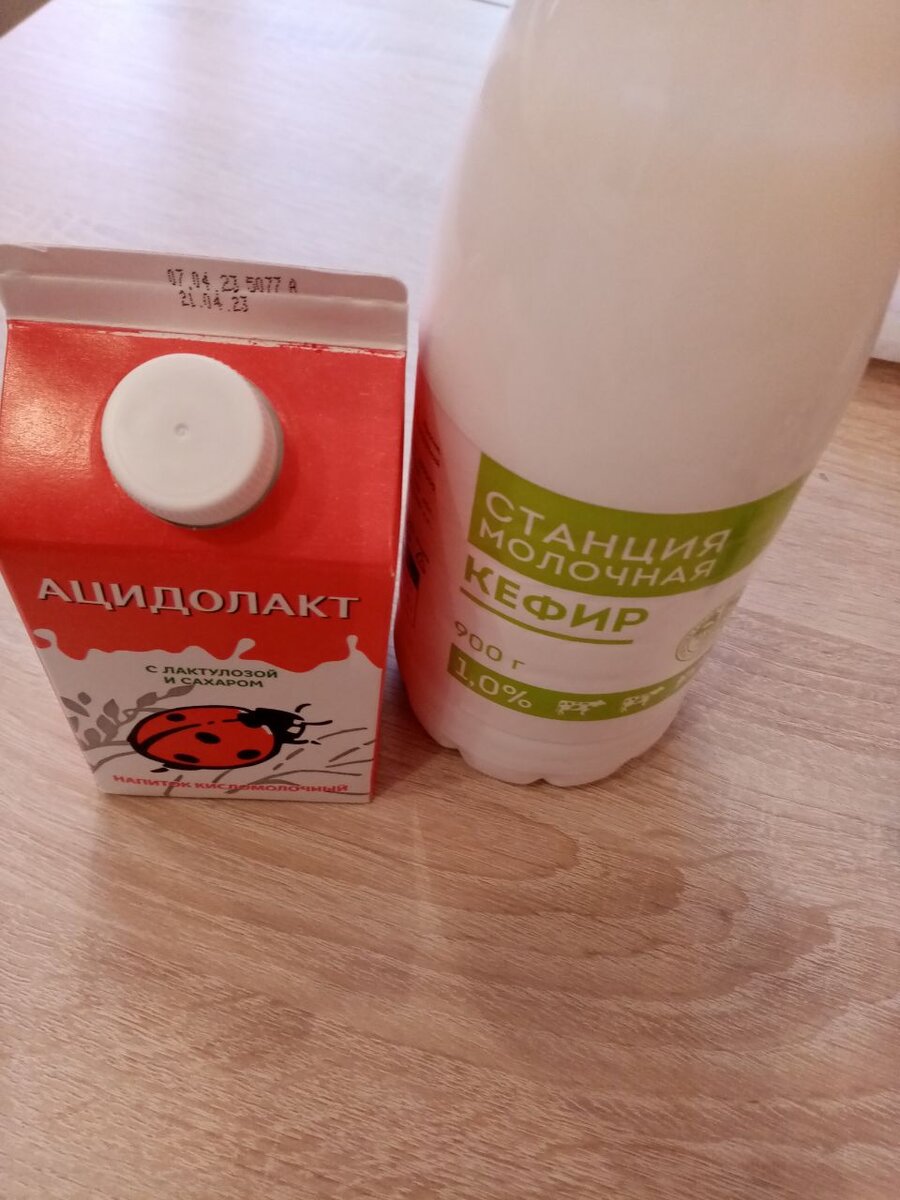 07.04.23 5077 A
21.04.23
АЦИДОЛАКТ
С ЛАКТУЛОЗОЙ
И САХАРОМ
НАПИТОК КИСЛОМОЛОЧНЫЙ
СТАНЦИЯ
МОЛОЧНАЯ
КЕФИР
900 г
1,0%